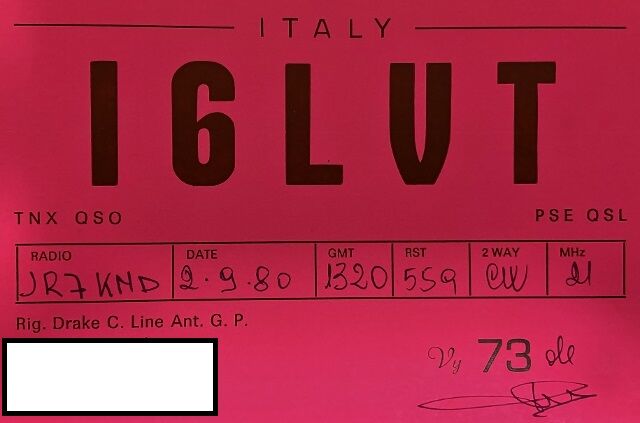 ITALY
I6LVT
TNX QSO PSE QSL
RADIO DATE GMT RST 2 WAY MHz
JR7KND 2.9.80 1320 559 CW 21
Rig. Drake C. Line Ant. G. P.
Vy 73 de